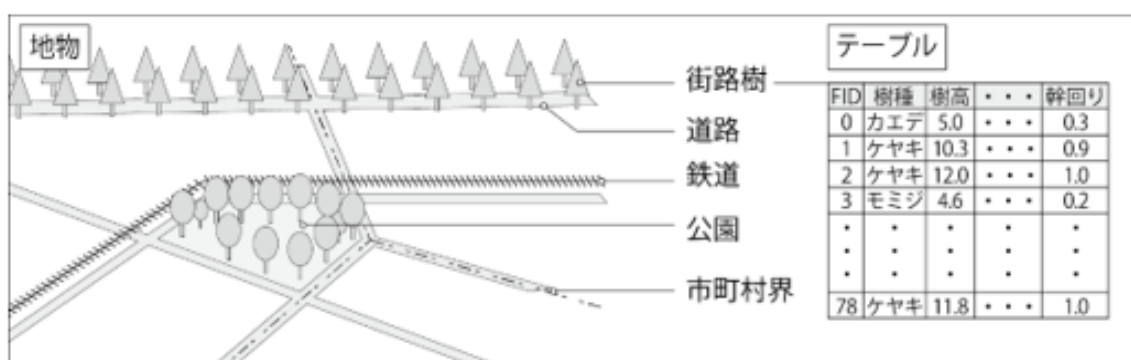 地物
街路樹
道路
鉄道
公園
市町村界
テーブル
FID 樹種 樹高 ・・・ 幹回り
0 カエデ 5.0 ・・・ 0.3
1 ケヤキ 10.3 ・・・ 0.9
2 ケヤキ 12.0 ・・・ 1.0
3 モミジ 4.6 ・・・ 0.2
・ ・ ・ ・ ・
・ ・ ・ ・ ・
・ ・ ・ ・ ・
78 ケヤキ 11.8 ・・・ 1.0